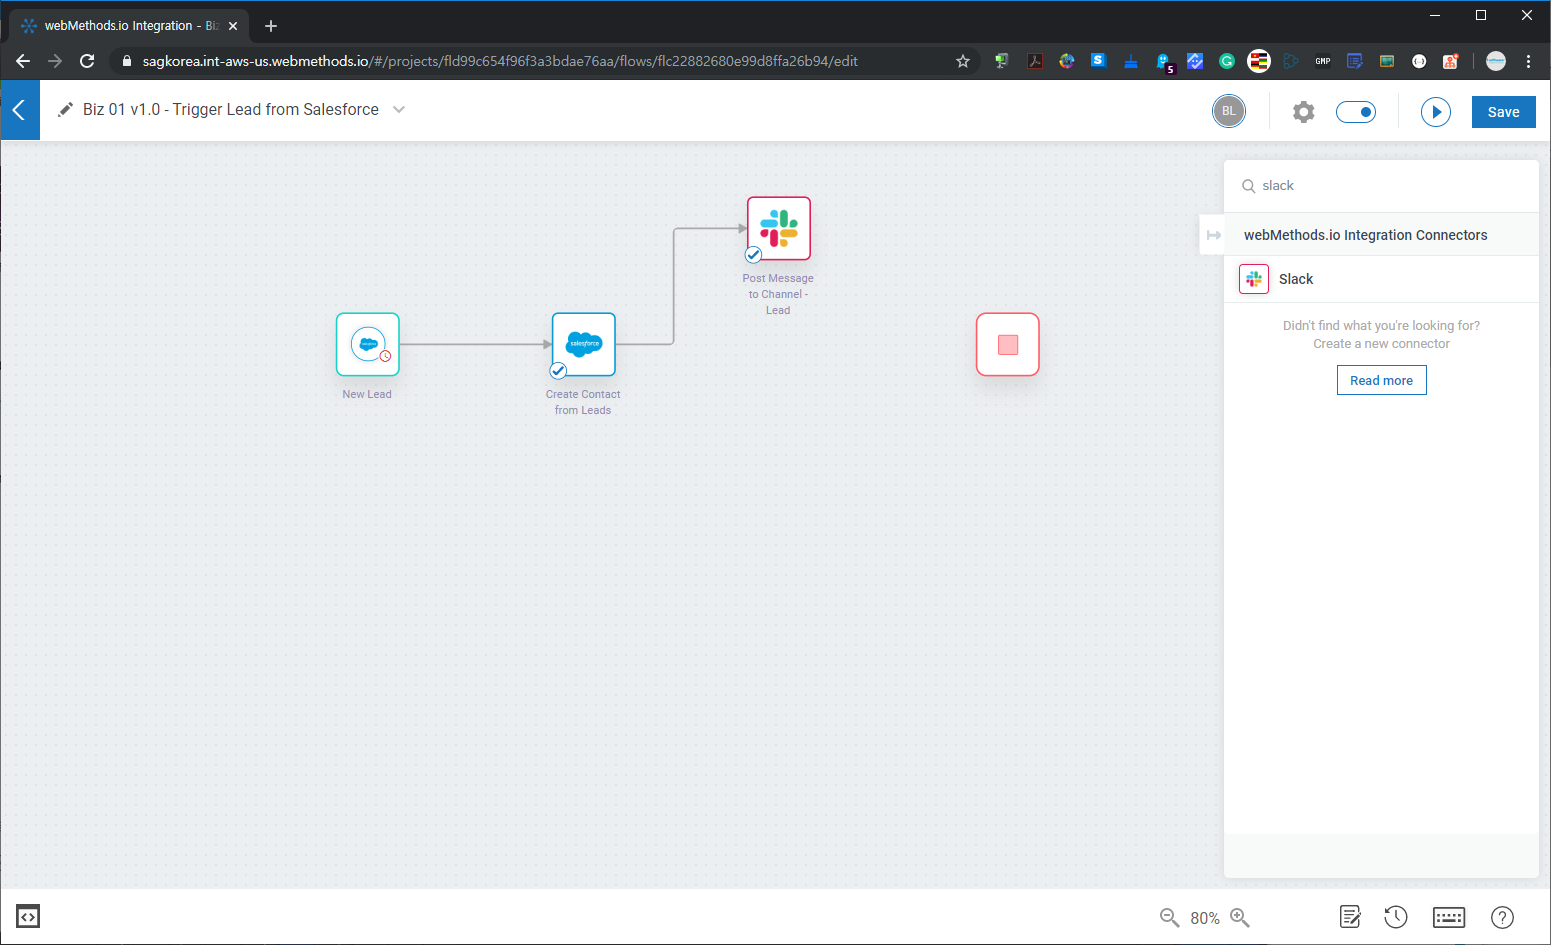 webMethods.io Integration - Bi
sagkorea.int-aws-us.webmethods.io/#/projects/fld99c654f96f3a3bdae76aa/flows/flc22882680e99d8ffa26b94/edit
S
5
G
GMP
Biz 01 v1.0 - Trigger Lead from Salesforce
BL
Save
slack
webMethods.io Integration Connectors
Slack
Didn't find what you're looking for?
Create a new connector
Read more
Post Message
to Channel -
Lead
salesforce
New Lead
Create Contact
from Leads
80%